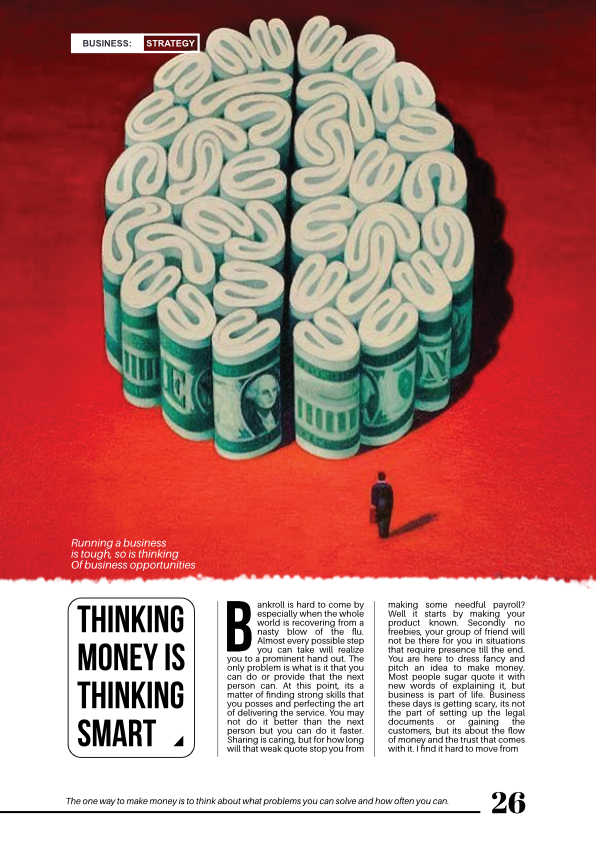 BUSINESS: STRATEGY
E
ON
Running a business
is tough, so is thinking
Of business opportunities
THINKING
MONEY IS
THINKING
SMART
Bankroll is hard to come by
especially when the whole
world is recovering from a
nasty blow of the flu.
Almost every possible step
you can take will realize
you to a prominent hand out. The
only problem is what is it that you
can do or provide that the next
person can. At this point, its a
matter of finding strong skills that
you posses and perfecting the art
of delivering the service. You may
not do it better than the next
person but you can do it faster.
Sharing is caring, but for how long
will that weak quote stop you from
making some needful payroll?
Well it starts by making your
product known. Secondly no
freebies, your group of friend will
not be there for you in situations
that require presence till the end.
You are here to dress fancy and
pitch an idea to make money.
Most people sugar quote it with
new words of explaining it, but
business is part of life. Business
these days is getting scary, its not
the part of setting up the legal
documents or gaining the
customers, but its about the flow
of money and the trust that comes
with it. I find it hard to move from
The one way to make money is to think about what problems you can solve and how often you can.
26